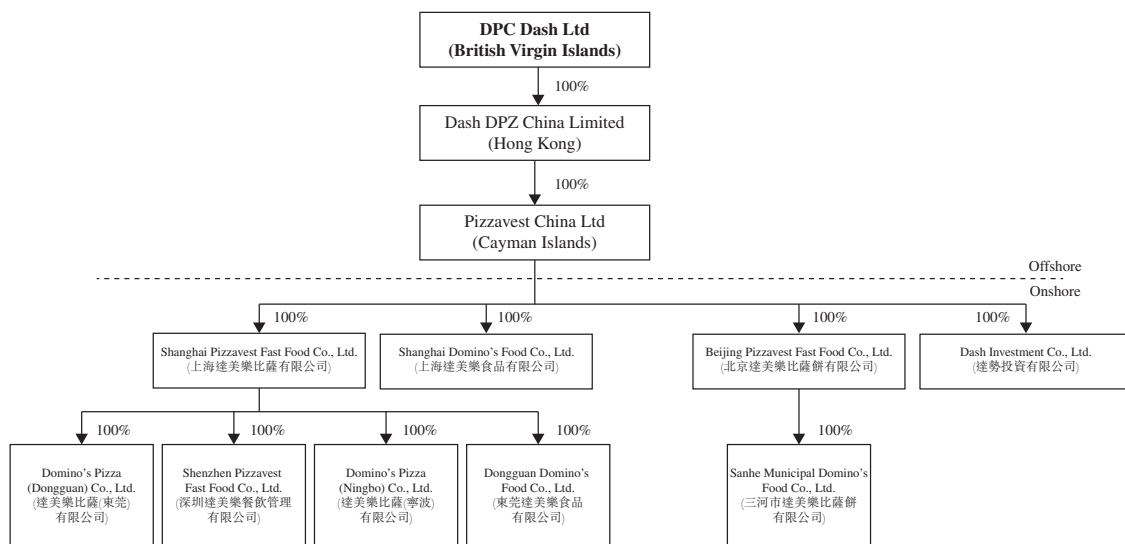 DPC Dash Ltd
(British Virgin Islands)
100%
Dash DPZ China Limited
(Hong Kong)
100%
Pizzavest China Ltd
(Cayman Islands)
Offshore
Onshore
100%
100%
100%
100%
Shanghai Pizzavest Fast Food Co., Ltd.
(上海達美樂比薩有限公司)
Shanghai Domino's Food Co., Ltd.
(上海達美樂食品有限公司)
Beijing Pizzavest Fast Food Co., Ltd.
(北京達美樂比薩餅有限公司)
Dash Investment Co., Ltd.
(達勢投資有限公司)
100%
100%
100%
100%
100%
Domino's Pizza
(Dongguan) Co., Ltd.
(達美樂比薩(東莞)
有限公司)
Shenzhen Pizzavest
Fast Food Co., Ltd.
(深圳達美樂餐飲管理
有限公司)
Domino's Pizza
(Ningbo) Co., Ltd.
(達美樂比薩(寧波)
有限公司)
Dongguan Domino's
Food Co., Ltd.
(東莞達美樂食品
有限公司)
Sanhe Municipal Domino's
Food Co., Ltd.
(三河市達美樂比薩餅
有限公司)